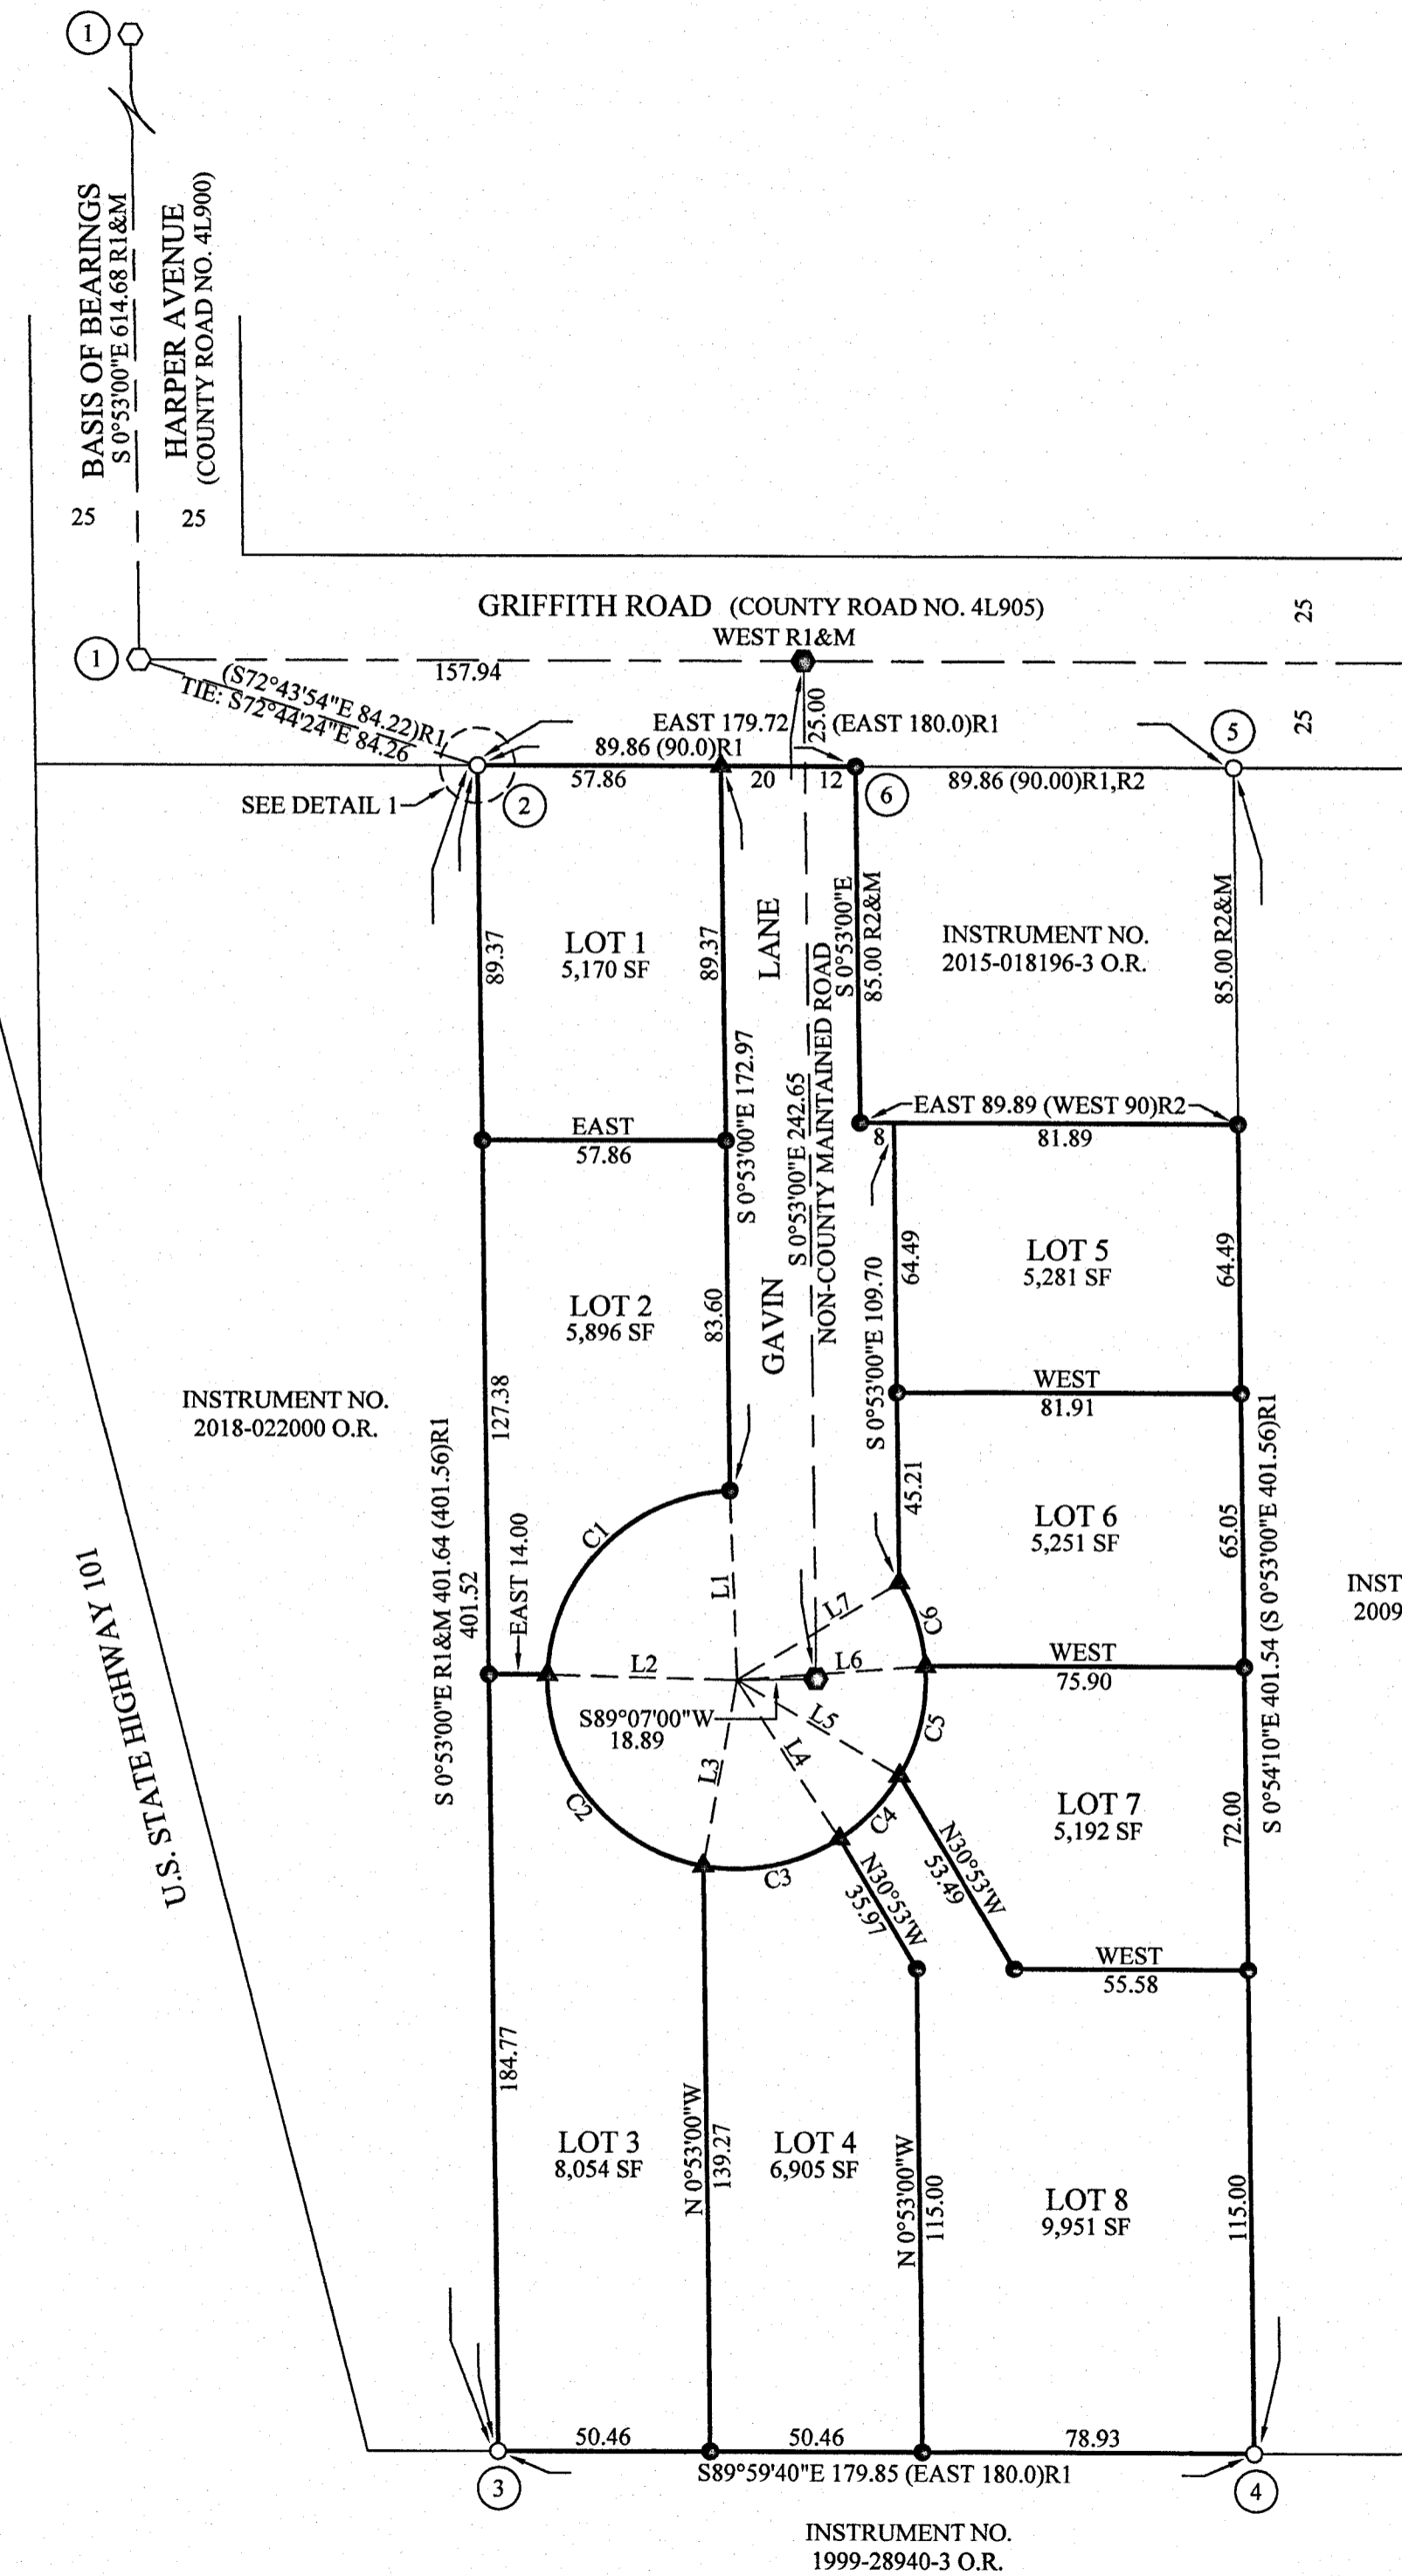 1
BASIS OF BEARINGS
S 0°53'00"E 614.68 R1&M
HARPER AVENUE
(COUNTY ROAD NO. 4L900)
25
25
GRIFFITH ROAD (COUNTY ROAD NO. 4L905)
25
WEST R1&M
1
157.94
(S72°43'54"E 84.22)R1
TIE: S72°44'24"E 84.26
25.00
EAST 179.72 (EAST 180.0)R1
25
5
89.86 (90.0)R1
57.86
20
12
89.86 (90.00)R1,R2
SEE DETAIL 1
2
6
89.37
LOT 1
5,170 SF
89.37
GAVIN LANE
S 0°53'00"E
85.00 R2&M
INSTRUMENT NO.
2015-018196-3 O.R.
85.00 R2&M
S 0°53'00"E 172.97
S 0°53'00"E 242.65
NON-COUNTY MAINTAINED ROAD
EAST
57.86
EAST 89.89 (WEST 90)R2
8
81.89
LOT 2
5,896 SF
83.60
S 0°53'00"E 109.70
64.49
LOT 5
5,281 SF
64.49
127.38
INSTRUMENT NO.
2018-022000 O.R.
WEST
81.91
S 0°53'00"E R1&M 401.64 (401.56)R1
401.52
EAST 14.00
C1
L1
45.21
LOT 6
5,251 SF
65.05
S 0°54'10"E 401.54 (S 0°53'00"E 401.56)R1
INST
2009
U.S. STATE HIGHWAY 101
L7
C6
L2
L6
WEST
75.90
S89°07'00"W
18.89
L5
C5
L3
L4
C2
C3
C4
LOT 7
5,192 SF
72.00
N30°53'W
53.49
N30°53'W
35.97
WEST
55.58
184.77
LOT 3
8,054 SF
N 0°53'00"W
139.27
LOT 4
6,905 SF
N 0°53'00"W
115.00
LOT 8
9,951 SF
115.00
50.46
50.46
78.93
S89°59'40"E 179.85 (EAST 180.0)R1
3
4
INSTRUMENT NO.
1999-28940-3 O.R.